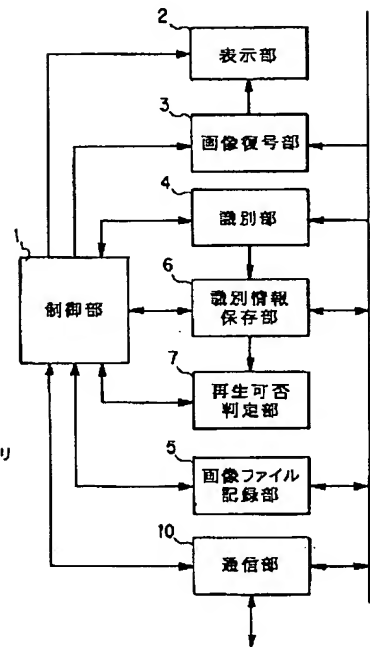 2
表示部
3
画像復号部
4
識別部
1
制御部
6
識別情報
保存部
7
再生可否
判定部
リ
5
画像ファイル
記録部
10
通信部